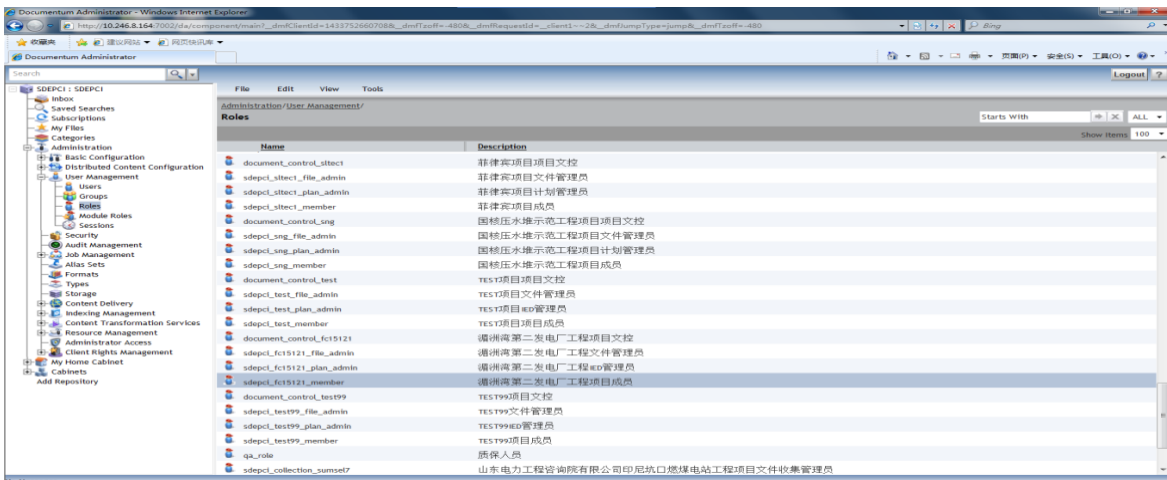 Documentum Administrator - Windows Internet Explorer
http://10.246.8.164:7002/da/component/main?__dmfClientId=1433752660708&__dmfTzoff=-480&__dmfRequestId=__client1~~2&__dmfJumpType=jump&__dmfTzoff=-480
Bing
收藏夹 建议网站 网页快讯库
Documentum Administrator 页面(P) 安全(S) 工具(O)
Search Logout ?
SDEPCI : SDEPCI
Inbox
Saved Searches
Subscriptions
My Files
Categories
Administration
Basic Configuration
Distributed Content Configuration
User Management
Users
Groups
Roles
Module Roles
Sessions
Security
Audit Management
Job Management
Alias Sets
Formats
Types
Storage
Content Delivery
Indexing Management
Content Transformation Services
Resource Management
Administrator Access
Client Rights Management
My Home Cabinet
Cabinets
Add Repository
File Edit View Tools
Administration/User Management/
Roles Starts With ALL
Show Items 100
Name Description
document_control_sltec1 菲律宾项目项目文控
sdepci_sltec1_file_admin 菲律宾项目文件管理员
sdepci_sltec1_plan_admin 菲律宾项目计划管理员
sdepci_sltec1_member 菲律宾项目成员
document_control_sng 国核压水堆示范工程项目项目文控
sdepci_sng_file_admin 国核压水堆示范工程项目文件管理员
sdepci_sng_plan_admin 国核压水堆示范工程项目计划管理员
sdepci_sng_member 国核压水堆示范工程项目成员
document_control_test TEST项目项目文控
sdepci_test_file_admin TEST项目文件管理员
sdepci_test_plan_admin TEST项目IED管理员
sdepci_test_member TEST项目项目成员
document_control_fc15121 湄洲湾第二发电厂工程项目文控
sdepci_fc15121_file_admin 湄洲湾第二发电厂工程文件管理员
sdepci_fc15121_plan_admin 湄洲湾第二发电厂工程IED管理员
sdepci_fc15121_member 湄洲湾第二发电厂工程项目成员
document_control_test99 TEST99项目文控
sdepci_test99_file_admin TEST99文件管理员
sdepci_test99_plan_admin TEST99IED管理员
sdepci_test99_member TEST99项目成员
qa_role 质保人员
sdepci_collection_sumsel7 山东电力工程咨询院有限公司印尼坑口燃煤电站工程项目文件收集管理员